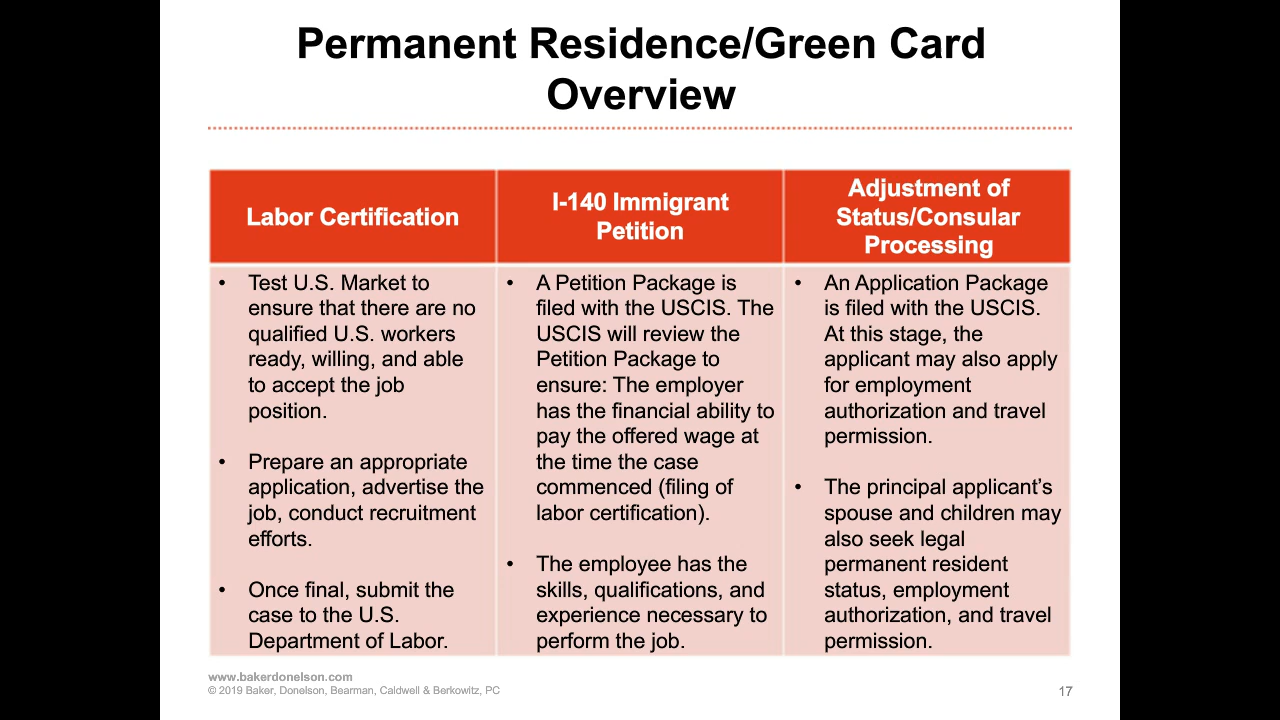 Permanent Residence/Green Card
Overview
Labor Certification
I-140 Immigrant
Petition
Adjustment of
Status/Consular
Processing
• Test U.S. Market to
ensure that there are no
qualified U.S. workers
ready, willing, and able
to accept the job
position.
• Prepare an appropriate
application, advertise the
job, conduct recruitment
efforts.
• Once final, submit the
case to the U.S.
Department of Labor.
• A Petition Package is
filed with the USCIS. The
USCIS will review the
Petition Package to
ensure: The employer
has the financial ability to
pay the offered wage at
the time the case
commenced (filing of
labor certification).
• The employee has the
skills, qualifications, and
experience necessary to
perform the job.
• An Application Package
is filed with the USCIS.
At this stage, the
applicant may also apply
for employment
authorization and travel
permission.
• The principal applicant’s
spouse and children may
also seek legal
permanent resident
status, employment
authorization, and travel
permission.
www.bakerdonelson.com
© 2019 Baker, Donelson, Bearman, Caldwell & Berkowitz, PC
17